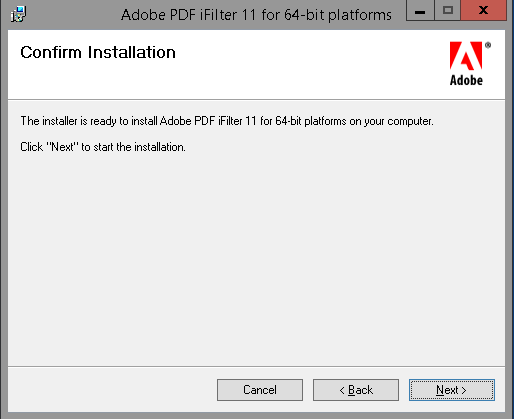 Adobe PDF iFilter 11 for 64-bit platforms
Confirm Installation
Adobe
®
The installer is ready to install Adobe PDF iFilter 11 for 64-bit platforms on your computer.
Click "Next" to start the installation.
Cancel
< Back
Next >